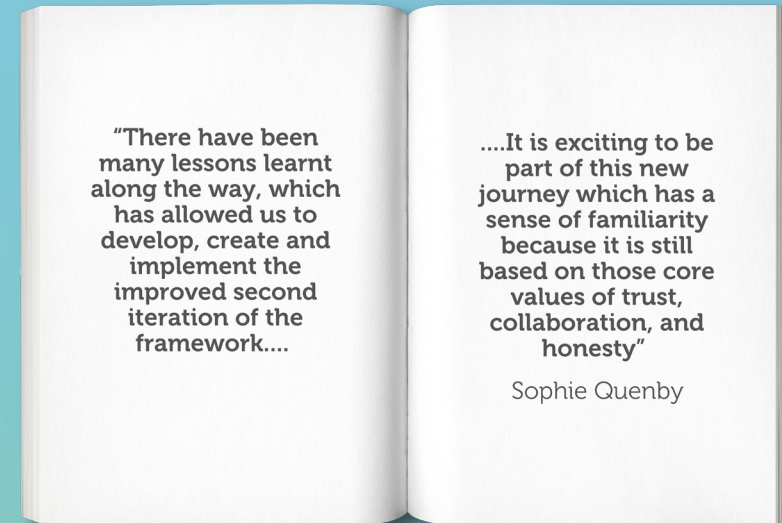 “There have been
many lessons learnt
along the way, which
has allowed us to
develop, create and
implement the
improved second
iteration of the
framework....
....It is exciting to be
part of this new
journey which has a
sense of familiarity
because it is still
based on those core
values of trust,
collaboration, and
honesty”
Sophie Quenby